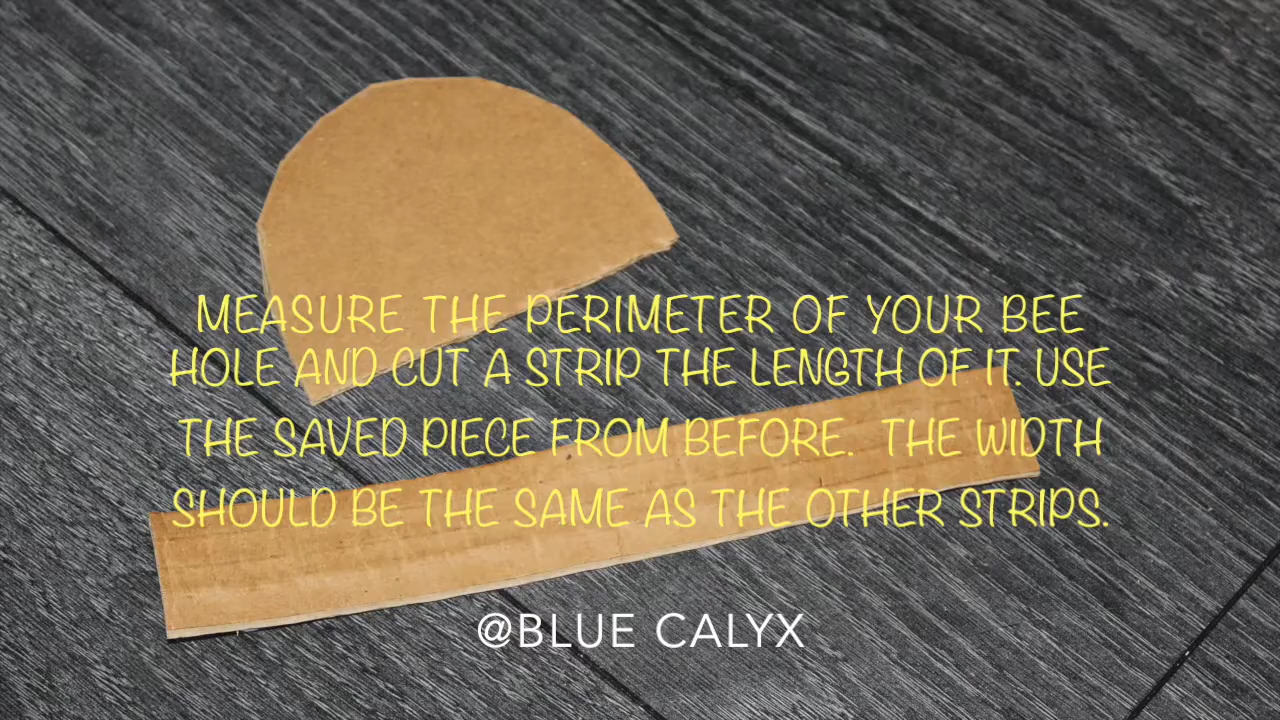 MEASURE THE PERIMETER OF YOUR BEE
HOLE AND CUT A STRIP THE LENGTH OF IT. USE
THE SAVED PIECE FROM BEFORE. THE WIDTH
SHOULD BE THE SAME AS THE OTHER STRIPS.
@BLUE CALYX